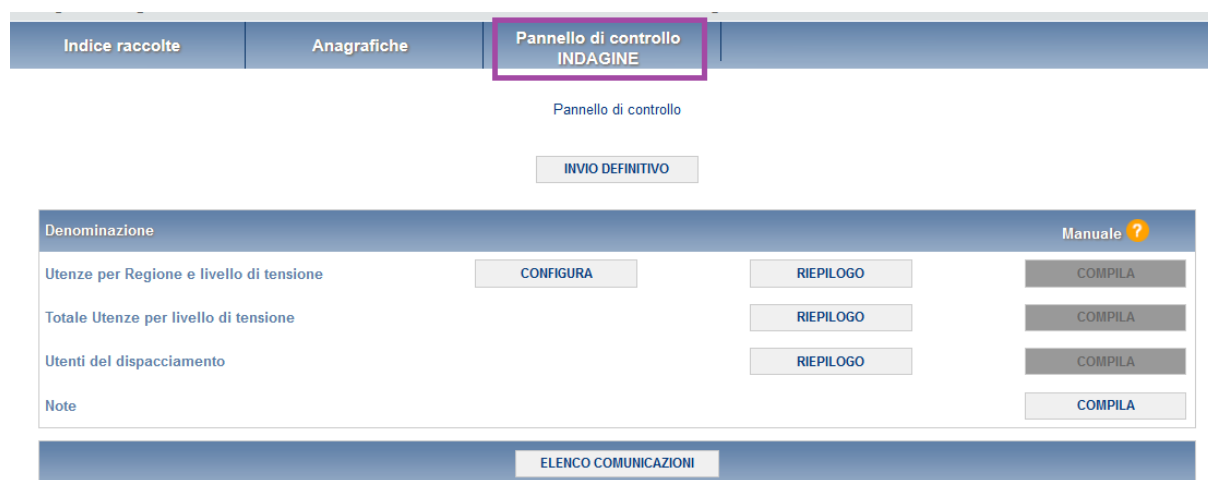 Indice raccolte
Anagrafiche
Pannello di controllo
INDAGINE
Pannello di controllo
INVIO DEFINITIVO
Denominazione Manuale ?
Utenze per Regione e livello di tensione CONFIGURA RIEPILOGO COMPILA
Totale Utenze per livello di tensione RIEPILOGO COMPILA
Utenti del dispacciamento RIEPILOGO COMPILA
Note COMPILA
ELENCO COMUNICAZIONI